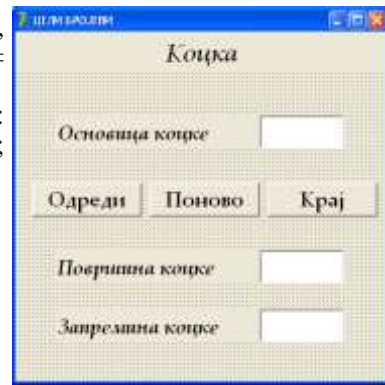 Коцка
Основица коцке
Одреди Поново Крај
Површина коцке
Запремина коцке